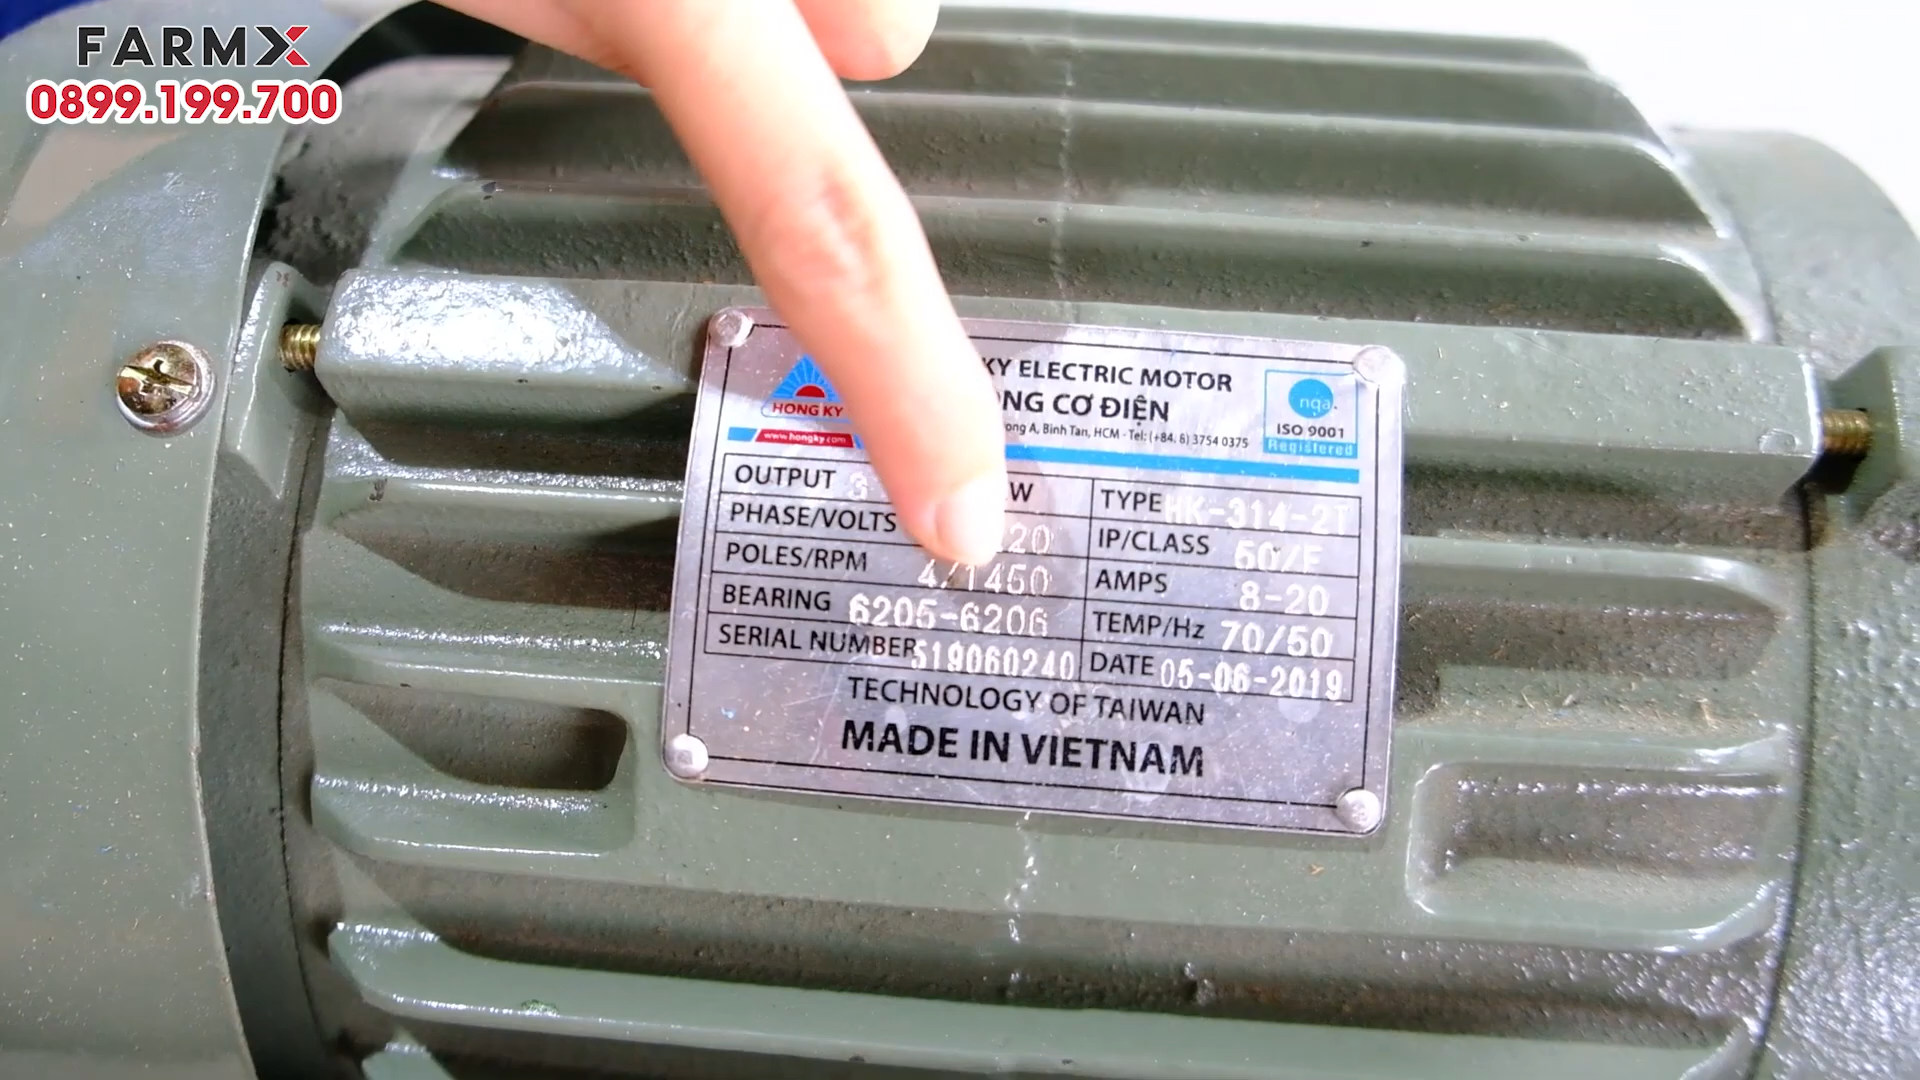 FARMX
0899.199.700
KY ELECTRIC MOTOR
NG CƠ ĐIỆN
HONG KY
www.hongky.com
ong A, Bình Tân, HCM - Tel: (+84. 8) 3754 0375
nqa.
ISO 9001
Registered
OUTPUT 3 W
TYPE HK-314-2T
PHASE/VOLTS 20
IP/CLASS 50/F
POLES/RPM 4/1450
AMPS 8-20
BEARING 6205-6206
TEMP/Hz 70/50
SERIAL NUMBER 519060240
DATE 05-06-2019
TECHNOLOGY OF TAIWAN
MADE IN VIETNAM